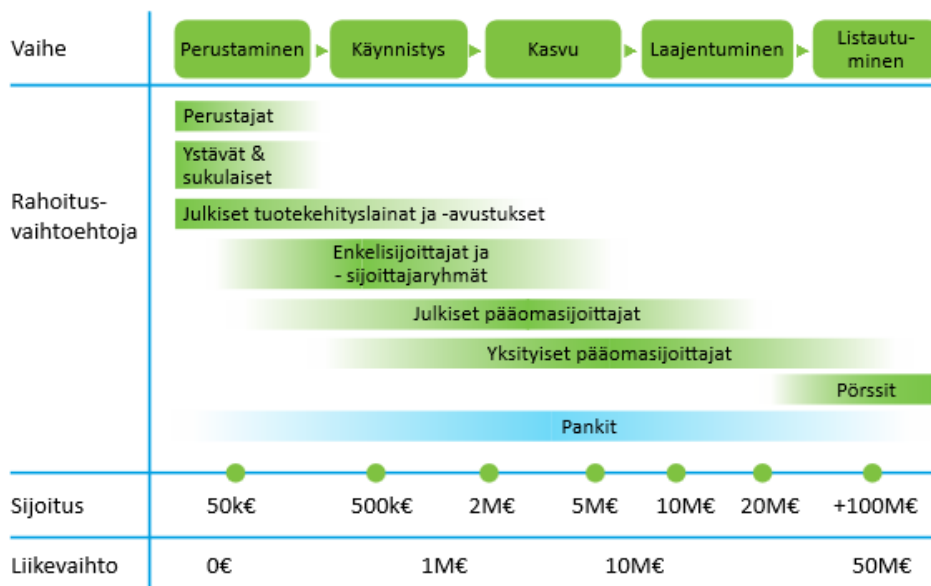 Vaihe
Perustaminen
Käynnistys
Kasvu
Laajentuminen
Listautu-
minen
Rahoitus-
vaihtoehtoja
Perustajat
Ystävät &
sukulaiset
Julkiset tuotekehityslainat ja -avustukset
Enkelisijoittajat ja
- sijoittajaryhmät
Julkiset pääomasijoittajat
Yksityiset pääomasijoittajat
Pörssit
Pankit
Sijoitus
50k€
500k€
2M€
5M€
10M€
20M€
+100M€
Liikevaihto
0€
1M€
10M€
50M€